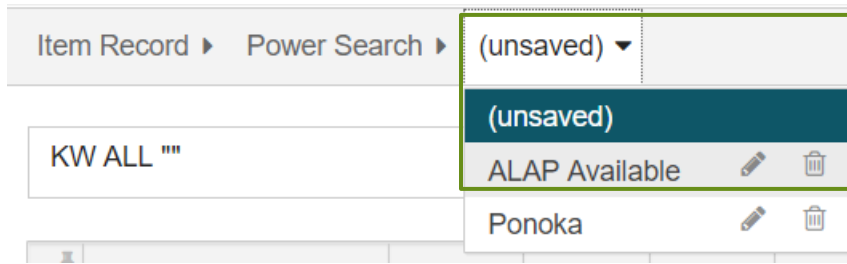 Item Record Power Search (unsaved)
(unsaved)
KW ALL ""
ALAP Available
Ponoka